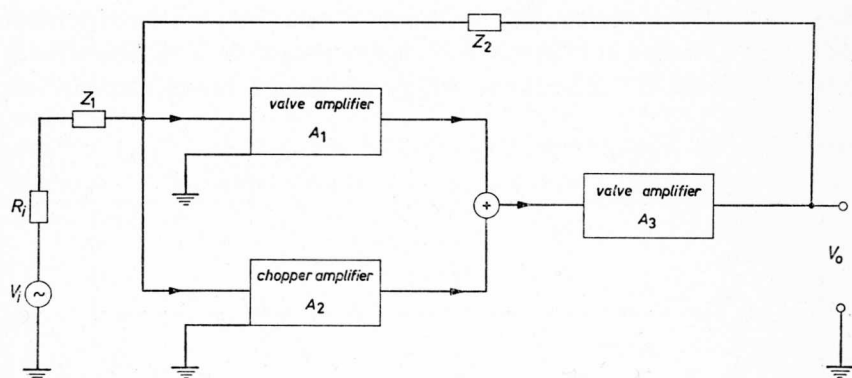 Z₂
Z₁
valve amplifier
A₁
Rᵢ
valve amplifier
A₃
+
Vᵢ
~
chopper amplifier
A₂
Vₒ